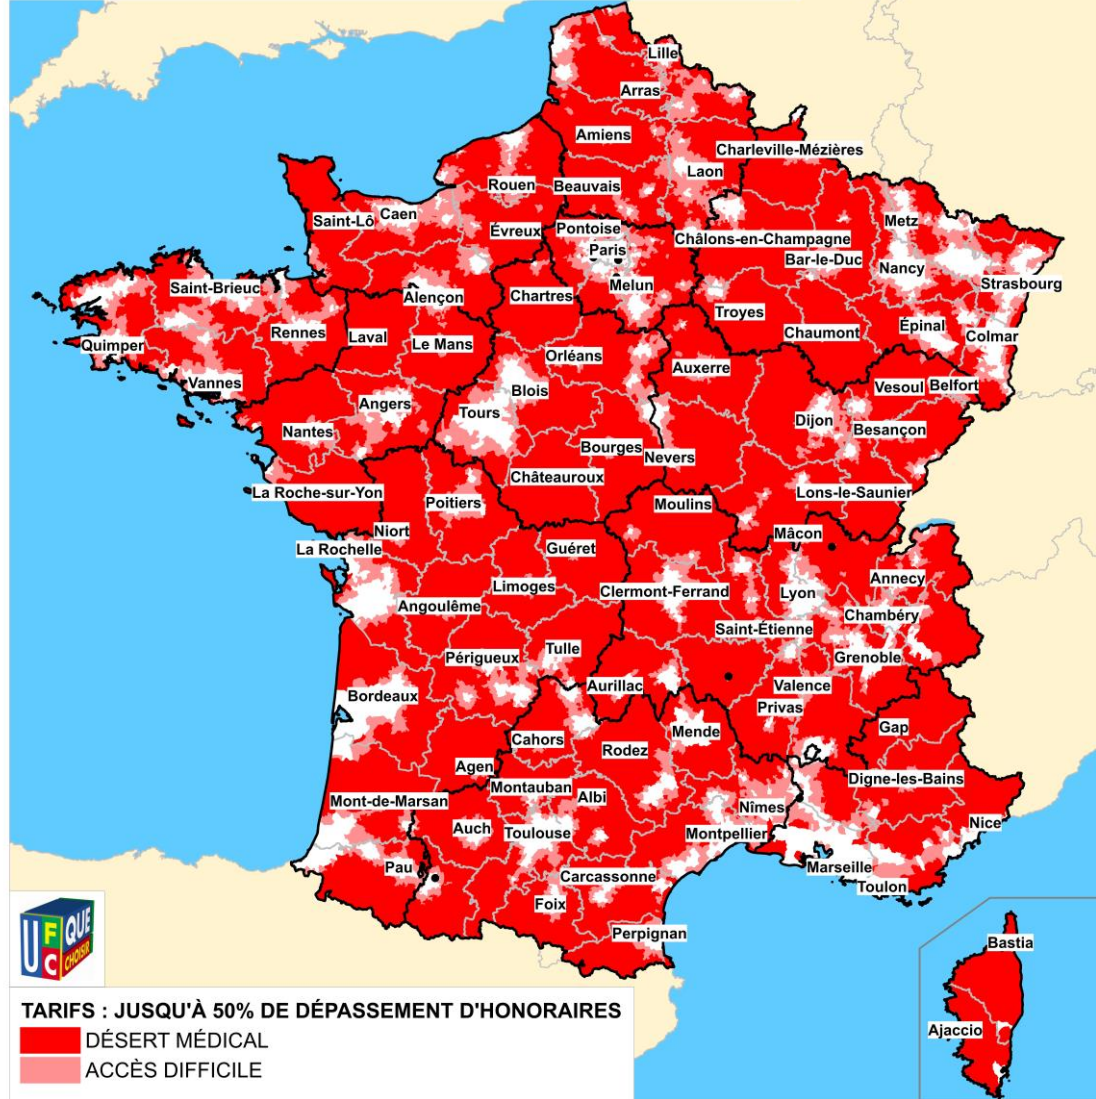 Lille
Arras
Amiens
Charleville-Mézières
Laon
Rouen
Beauvais
Metz
Caen
Saint-Lô
Pontoise
Évreux
Châlons-en-Champagne
Paris
Bar-le-Duc
Nancy
Strasbourg
Melun
Saint-Brieuc
Alençon
Chartres
Troyes
Épinal
Chaumont
Colmar
Rennes
Laval
Le Mans
Quimper
Orléans
Auxerre
Vannes
Vesoul
Belfort
Blois
Angers
Tours
Dijon
Besançon
Nantes
Bourges
Nevers
Châteauroux
La Roche-sur-Yon
Lons-le-Saunier
Poitiers
Moulins
Niort
Mâcon
La Rochelle
Guéret
Annecy
Limoges
Clermont-Ferrand
Lyon
Angoulême
Chambéry
Saint-Étienne
Tulle
Périgueux
Grenoble
Aurillac
Valence
Bordeaux
Privas
Gap
Mende
Cahors
Rodez
Agen
Digne-les-Bains
Montauban
Albi
Mont-de-Marsan
Nîmes
Nice
Auch
Toulouse
Montpellier
Pau
Marseille
Carcassonne
Toulon
Foix
Perpignan
Bastia
Ajaccio
UFC QUE CHOISIR
TARIFS : JUSQU'À 50% DE DÉPASSEMENT D'HONORAIRES
DÉSERT MÉDICAL
ACCÈS DIFFICILE